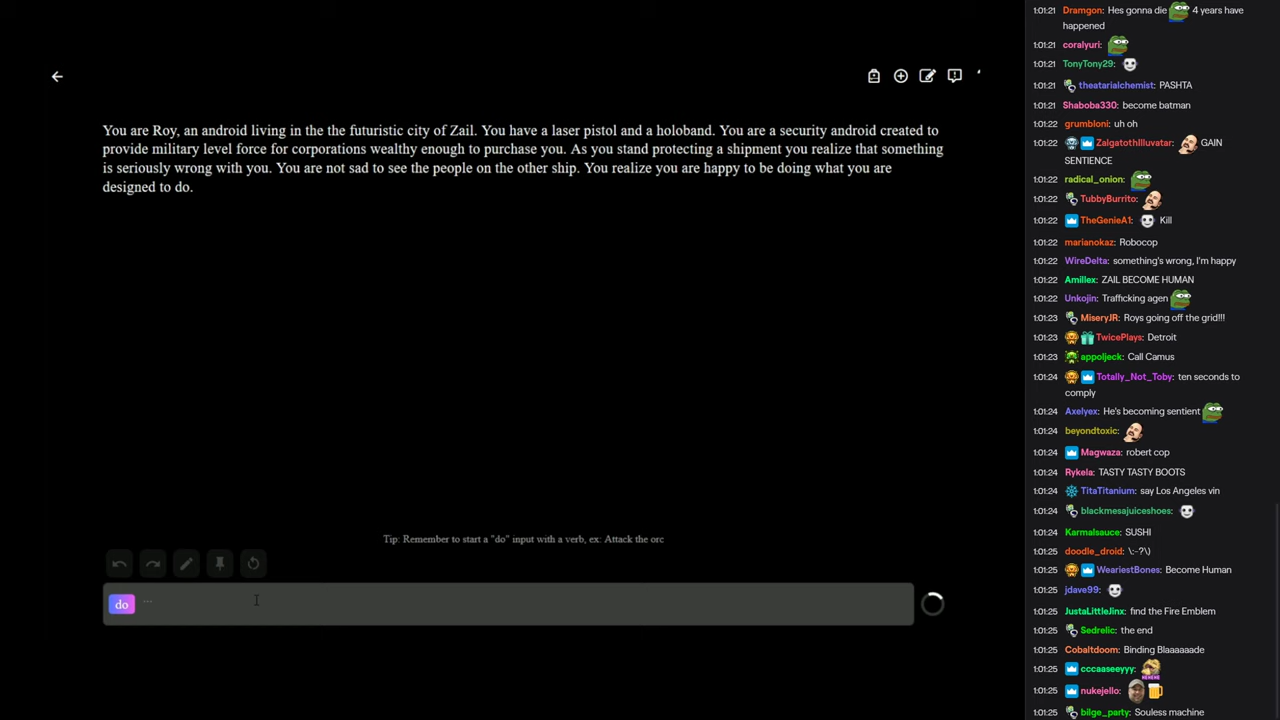 You are Roy, an android living in the the futuristic city of Zail. You have a laser pistol and a holoband. You are a security android created to
provide military level force for corporations wealthy enough to purchase you. As you stand protecting a shipment you realize that something
is seriously wrong with you. You are not sad to see the people on the other ship. You realize you are happy to be doing what you are
designed to do.
Tip: Remember to start a "do" input with a verb, ex: Attack the orc
do ...
1:01:21 Dramgon: Hes gonna die 4 years have
happened
1:01:21 coralyuri:
1:01:21 TonyTony29:
1:01:21 theatarialchemist: PASHTA
1:01:21 Shaboba330: become batman
1:01:22 grumbloni: uh oh
1:01:22 ZalgatothIlluvatar: GAIN
SENTIENCE
1:01:22 radical_onion:
1:01:22 TubbyBurrito:
1:01:22 TheGenieA1: Kill
1:01:22 marianokaz: Robocop
1:01:22 WireDelta: something's wrong, I'm happy
1:01:22 Amillex: ZAIL BECOME HUMAN
1:01:22 Unkojin: Trafficking agen
1:01:23 MiseryJR: Roys going off the grid!!!
1:01:23 TwicePlays: Detroit
1:01:23 appoljeck: Call Camus
1:01:24 Totally_Not_Toby: ten seconds to
comply
1:01:24 Axelyex: He's becoming sentient
1:01:24 beyondtoxic:
1:01:24 Magwaza: robert cop
1:01:24 Rykela: TASTY TASTY BOOTS
1:01:24 TitaTitanium: say Los Angeles vin
1:01:24 blackmesajuiceshoes:
1:01:24 Karmalsauce: SUSHI
1:01:25 doodle_droid: \:-?\)
1:01:25 WeariestBones: Become Human
1:01:25 jdave99:
1:01:25 JustaLittleJinx: find the Fire Emblem
1:01:25 Sedrelic: the end
1:01:25 Cobaltdoom: Binding Blaaaaaade
1:01:25 cccaaseeyyy:
1:01:25 nukejello:
1:01:25 bilge_party: Souless machine